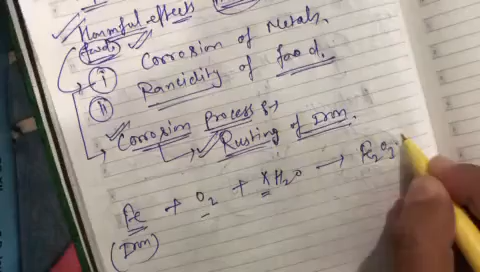 Harmful effects
(i) Corrosion of Metals.
(ii) Rancidity of food.
Corrosion Process :→
→ Rusting of Iron.
Fe + O2 + xH2O → Fe2O3.
(Iron)